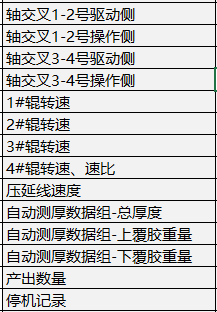 轴交叉1-2号驱动侧
轴交叉1-2号操作侧
轴交叉3-4号驱动侧
轴交叉3-4号操作侧
1#辊转速
2#辊转速
3#辊转速
4#辊转速、速比
压延线速度
自动测厚数据组-总厚度
自动测厚数据组-上覆胶重量
自动测厚数据组-下覆胶重量
产出数量
停机记录